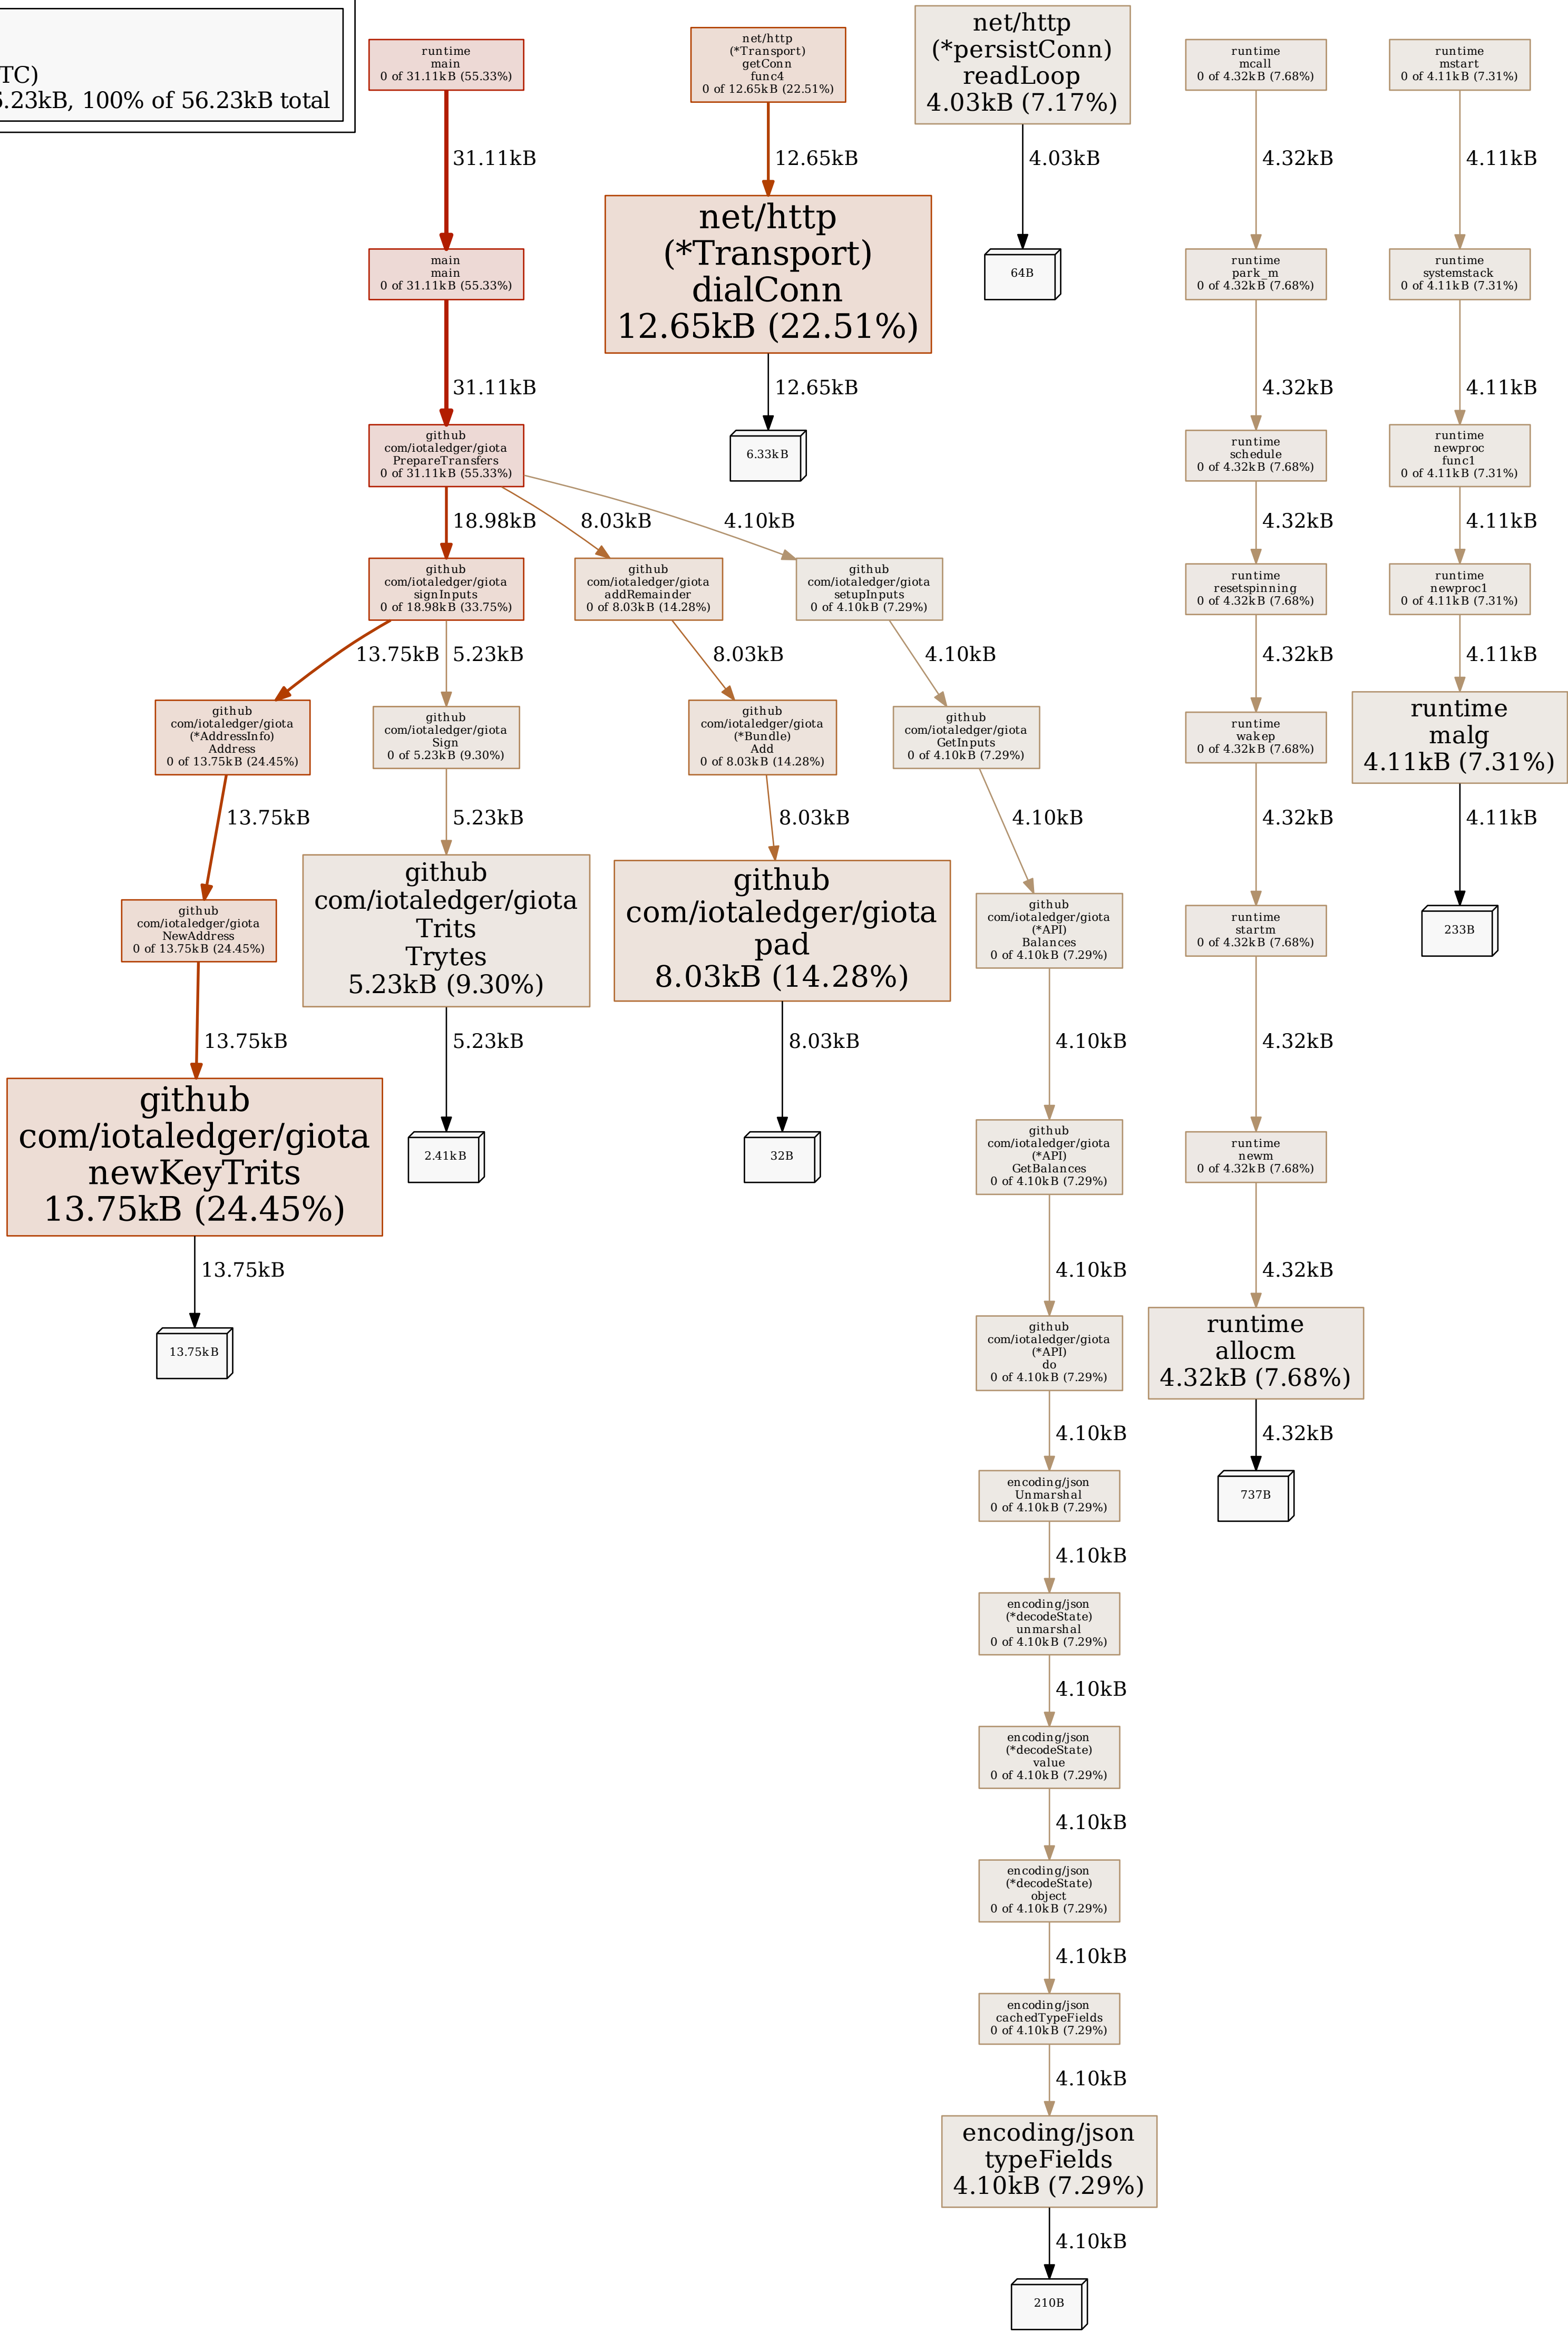 TC)
6.23kB, 100% of 56.23kB total
runtime
main
0 of 31.11kB (55.33%)
net/http
(*Transport)
getConn
func4
0 of 12.65kB (22.51%)
net/http
(*persistConn)
readLoop
4.03kB (7.17%)
runtime
mcall
0 of 4.32kB (7.68%)
runtime
mstart
0 of 4.11kB (7.31%)
31.11kB
12.65kB
4.03kB
4.32kB
4.11kB
main
main
0 of 31.11kB (55.33%)
net/http
(*Transport)
dialConn
12.65kB (22.51%)
64B
runtime
park_m
0 of 4.32kB (7.68%)
runtime
systemstack
0 of 4.11kB (7.31%)
31.11kB
12.65kB
4.32kB
4.11kB
github
com/iotaledger/giota
PrepareTransfers
0 of 31.11kB (55.33%)
6.33kB
runtime
schedule
0 of 4.32kB (7.68%)
runtime
newproc
func1
0 of 4.11kB (7.31%)
18.98kB
8.03kB
4.10kB
4.32kB
4.11kB
github
com/iotaledger/giota
signInputs
0 of 18.98kB (33.75%)
github
com/iotaledger/giota
addRemainder
0 of 8.03kB (14.28%)
github
com/iotaledger/giota
setupInputs
0 of 4.10kB (7.29%)
runtime
resetspinning
0 of 4.32kB (7.68%)
runtime
newproc1
0 of 4.11kB (7.31%)
13.75kB
5.23kB
8.03kB
4.10kB
4.32kB
4.11kB
github
com/iotaledger/giota
(*AddressInfo)
Address
0 of 13.75kB (24.45%)
github
com/iotaledger/giota
Sign
0 of 5.23kB (9.30%)
github
com/iotaledger/giota
(*Bundle)
Add
0 of 8.03kB (14.28%)
github
com/iotaledger/giota
GetInputs
0 of 4.10kB (7.29%)
runtime
wakep
0 of 4.32kB (7.68%)
runtime
malg
4.11kB (7.31%)
13.75kB
5.23kB
8.03kB
4.10kB
4.32kB
4.11kB
github
com/iotaledger/giota
NewAddress
0 of 13.75kB (24.45%)
github
com/iotaledger/giota
Trits
Trytes
5.23kB (9.30%)
github
com/iotaledger/giota
pad
8.03kB (14.28%)
github
com/iotaledger/giota
(*API)
Balances
0 of 4.10kB (7.29%)
runtime
startm
0 of 4.32kB (7.68%)
233B
13.75kB
5.23kB
8.03kB
4.10kB
4.32kB
github
com/iotaledger/giota
newKeyTrits
13.75kB (24.45%)
2.41kB
32B
github
com/iotaledger/giota
(*API)
GetBalances
0 of 4.10kB (7.29%)
runtime
newm
0 of 4.32kB (7.68%)
13.75kB
4.10kB
4.32kB
13.75kB
github
com/iotaledger/giota
(*API)
do
0 of 4.10kB (7.29%)
runtime
allocm
4.32kB (7.68%)
4.10kB
4.32kB
encoding/json
Unmarshal
0 of 4.10kB (7.29%)
737B
4.10kB
encoding/json
(*decodeState)
unmarshal
0 of 4.10kB (7.29%)
4.10kB
encoding/json
(*decodeState)
value
0 of 4.10kB (7.29%)
4.10kB
encoding/json
(*decodeState)
object
0 of 4.10kB (7.29%)
4.10kB
encoding/json
cachedTypeFields
0 of 4.10kB (7.29%)
4.10kB
encoding/json
typeFields
4.10kB (7.29%)
4.10kB
210B